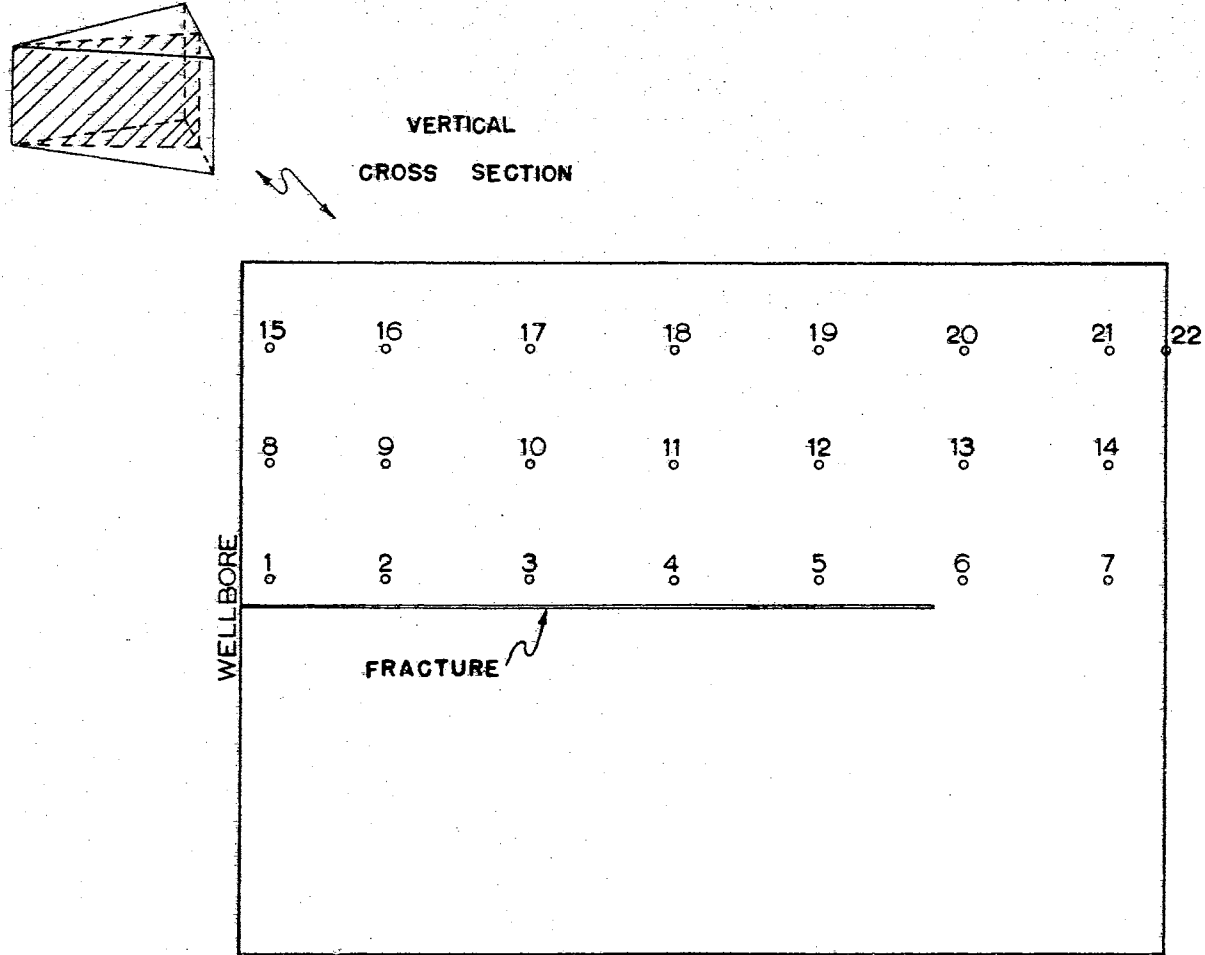 VERTICAL
CROSS SECTION
15 16 17 18 19 20 21 22
8 9 10 11 12 13 14
1 2 3 4 5 6 7
WELLBORE
FRACTURE